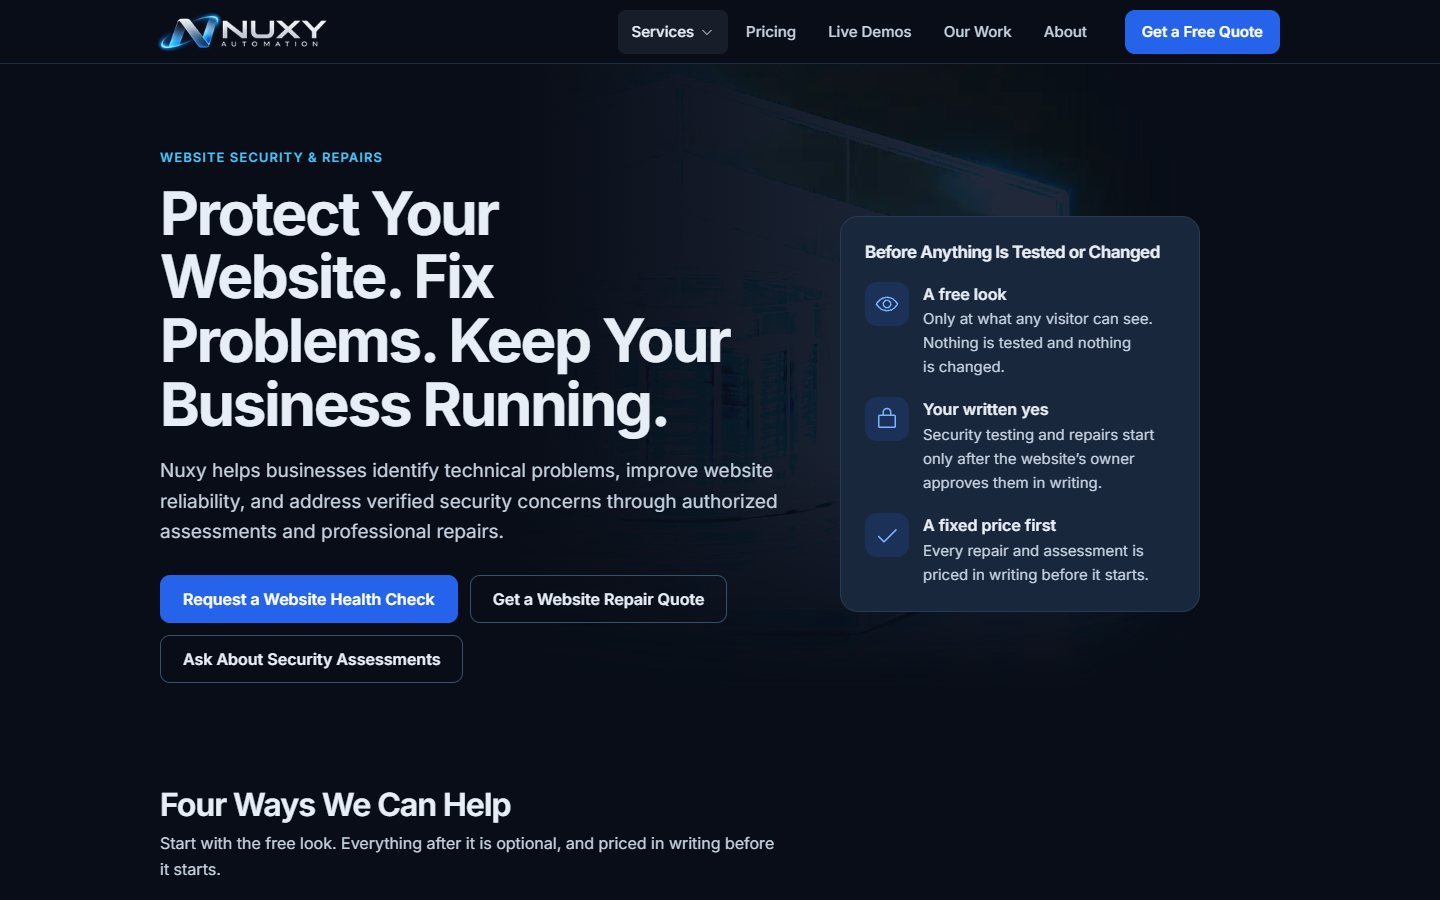 NUXY
AUTOMATION
Services
Pricing
Live Demos
Our Work
About
Get a Free Quote
WEBSITE SECURITY & REPAIRS
Protect Your
Website. Fix
Problems. Keep Your
Business Running.
Nuxy helps businesses identify technical problems, improve website
reliability, and address verified security concerns through authorized
assessments and professional repairs.
Request a Website Health Check
Get a Website Repair Quote
Ask About Security Assessments
Before Anything Is Tested or Changed
A free look
Only at what any visitor can see.
Nothing is tested and nothing
is changed.
Your written yes
Security testing and repairs start
only after the website’s owner
approves them in writing.
A fixed price first
Every repair and assessment is
priced in writing before it starts.
Four Ways We Can Help
Start with the free look. Everything after it is optional, and priced in writing before
it starts.